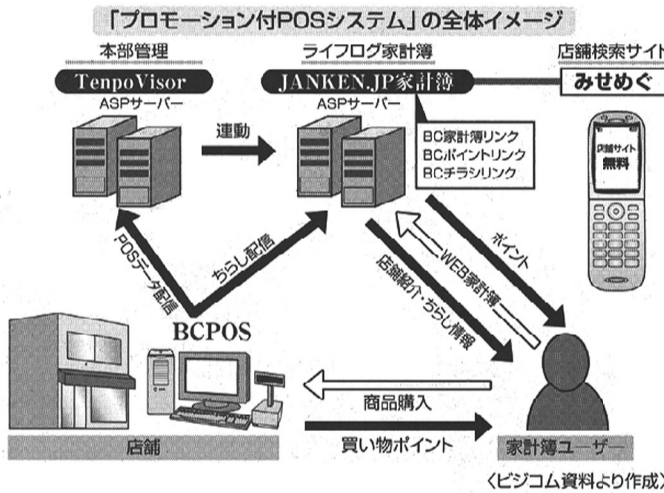 「プロモーション付POSシステム」の全体イメージ
本部管理
ライフログ家計簿
店舗検索サイト
TenpoVisor
JANKEN.JP家計簿
みせめぐ
ASPサーバー
ASPサーバー
連動
BC家計簿リンク
BCポイントリンク
BCチラシリンク
店舗サイト
無料
POSデータ配信
ちらし配信
ポイント
WEB家計簿
店舗紹介・ちらし情報
BCPOS
商品購入
買い物ポイント
店舗
家計簿ユーザー
〈ビジコム資料より作成〉